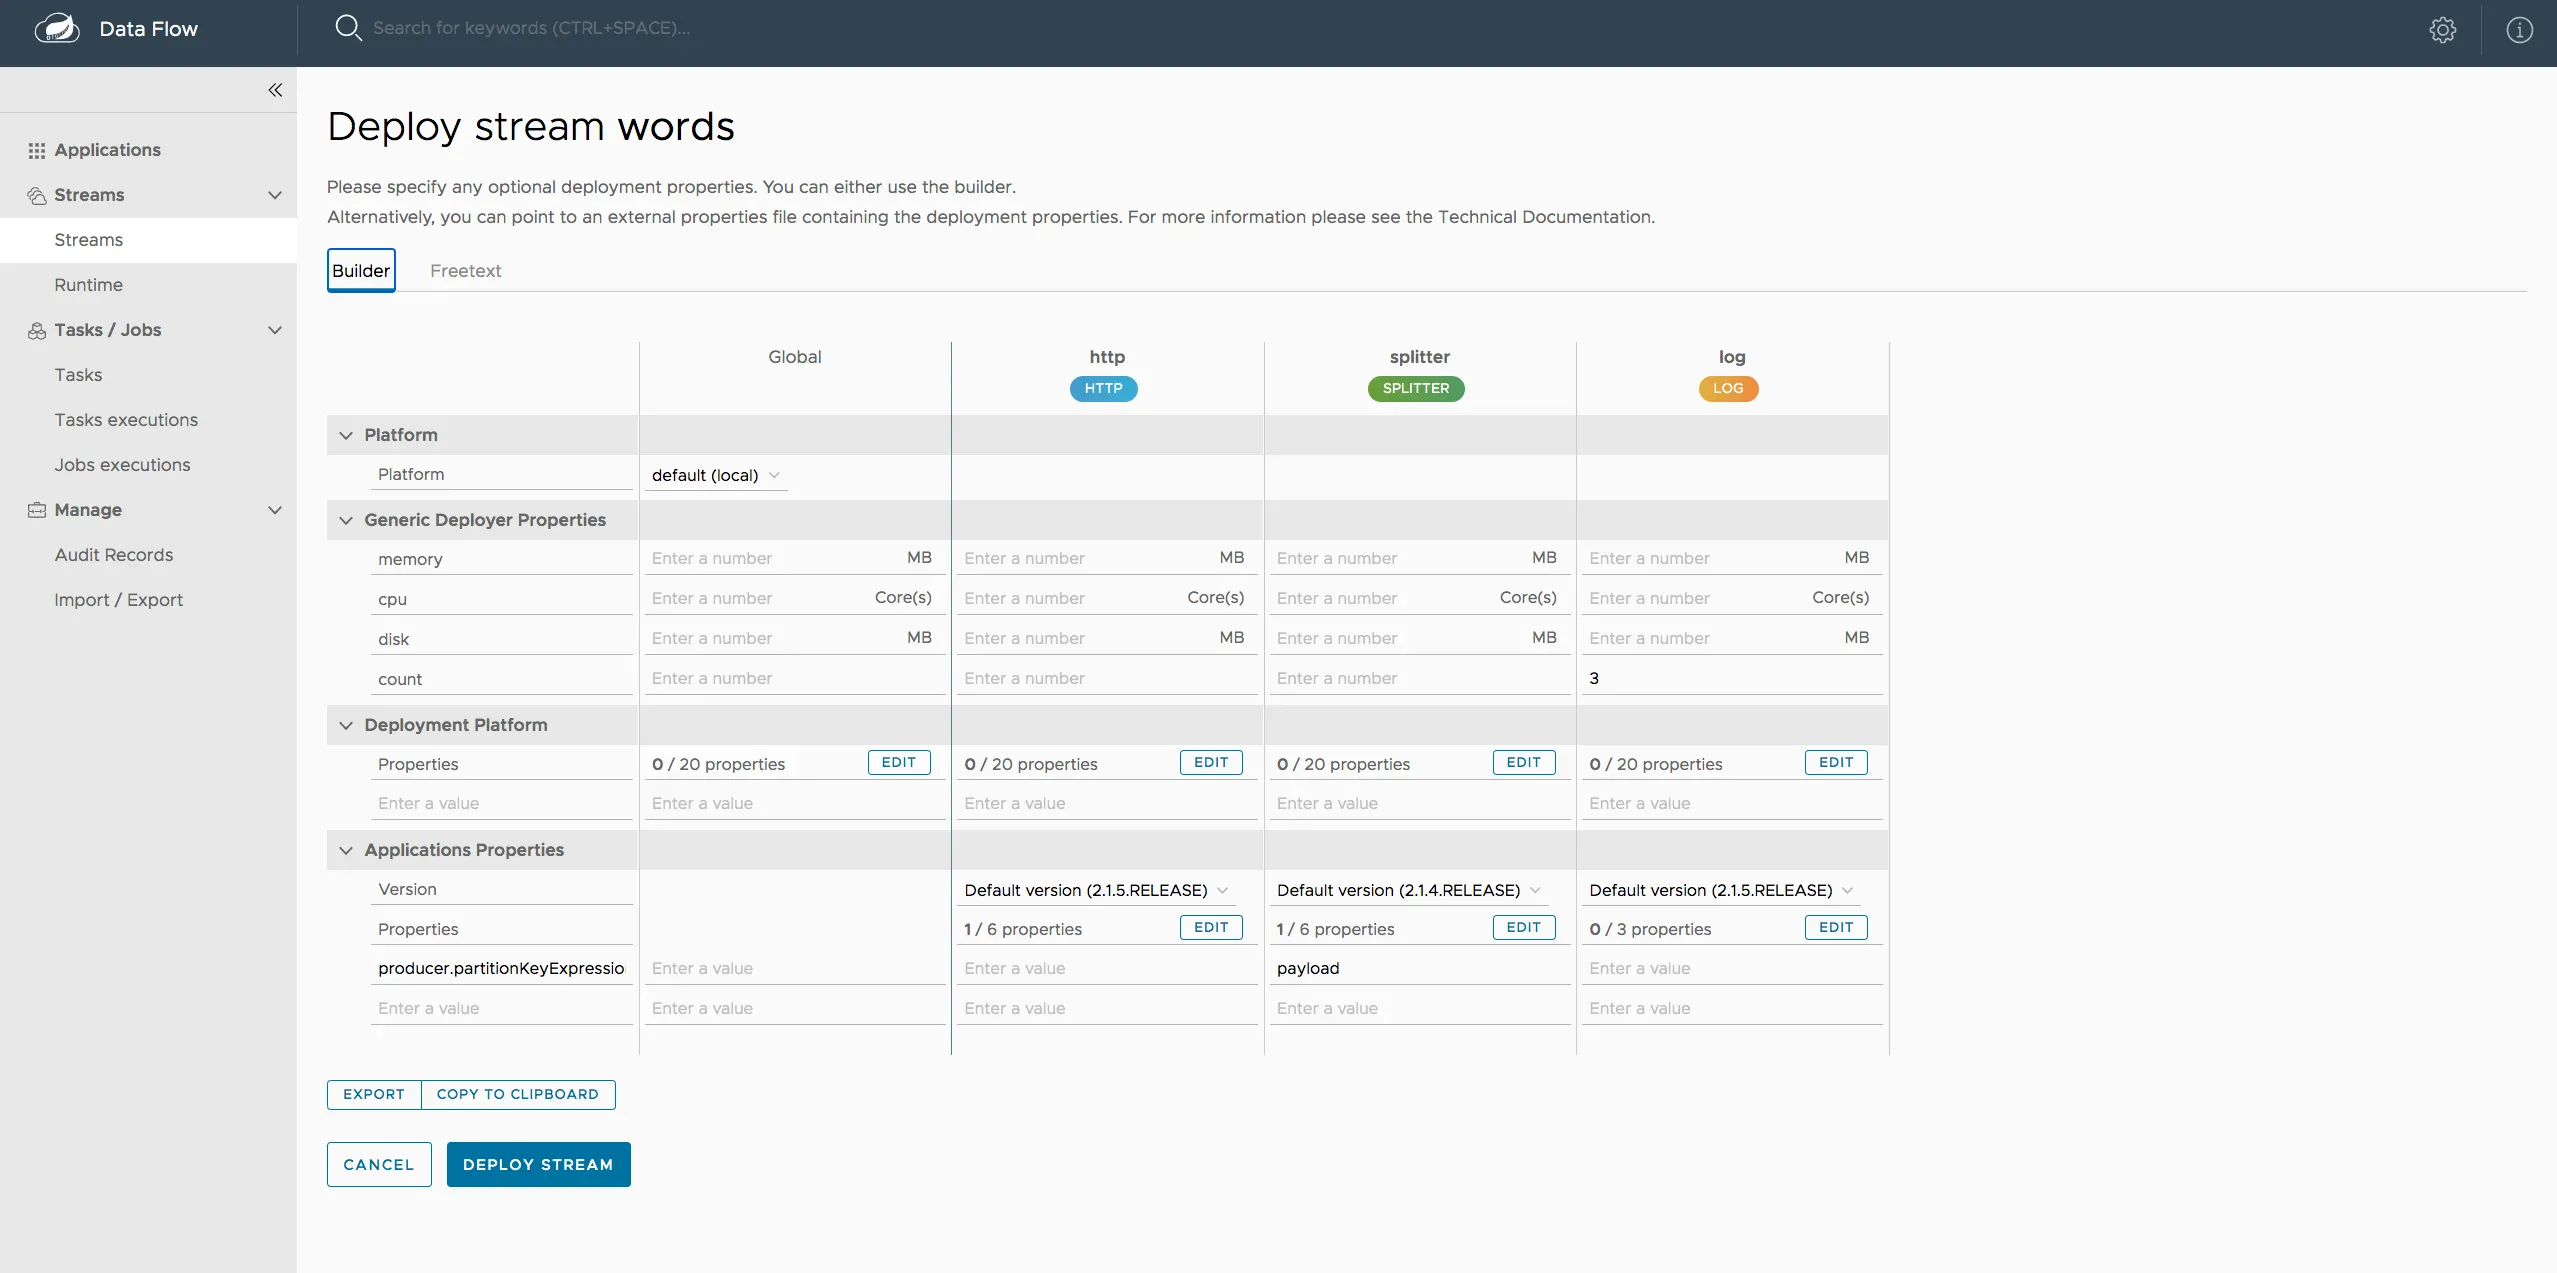 Data Flow
Search for keywords (CTRL+SPACE)...
Applications
Streams
Streams
Runtime
Tasks / Jobs
Tasks
Tasks executions
Jobs executions
Manage
Audit Records
Import / Export
Deploy stream words
Please specify any optional deployment properties. You can either use the builder.
Alternatively, you can point to an external properties file containing the deployment properties. For more information please see the Technical Documentation.
Builder Freetext
Global http splitter log
HTTP SPLITTER LOG
Platform
Platform default (local)
Generic Deployer Properties
memory Enter a number MB Enter a number MB Enter a number MB Enter a number MB
cpu Enter a number Core(s) Enter a number Core(s) Enter a number Core(s) Enter a number Core(s)
disk Enter a number MB Enter a number MB Enter a number MB Enter a number MB
count Enter a number Enter a number Enter a number 3
Deployment Platform
Properties 0 / 20 properties EDIT 0 / 20 properties EDIT 0 / 20 properties EDIT 0 / 20 properties EDIT
Enter a value Enter a value Enter a value Enter a value Enter a value
Applications Properties
Version Default version (2.1.5.RELEASE) Default version (2.1.4.RELEASE) Default version (2.1.5.RELEASE)
Properties 1 / 6 properties EDIT 1 / 6 properties EDIT 0 / 3 properties EDIT
producer.partitionKeyExpressio Enter a value Enter a value payload Enter a value
Enter a value Enter a value Enter a value Enter a value Enter a value
EXPORT COPY TO CLIPBOARD
CANCEL DEPLOY STREAM